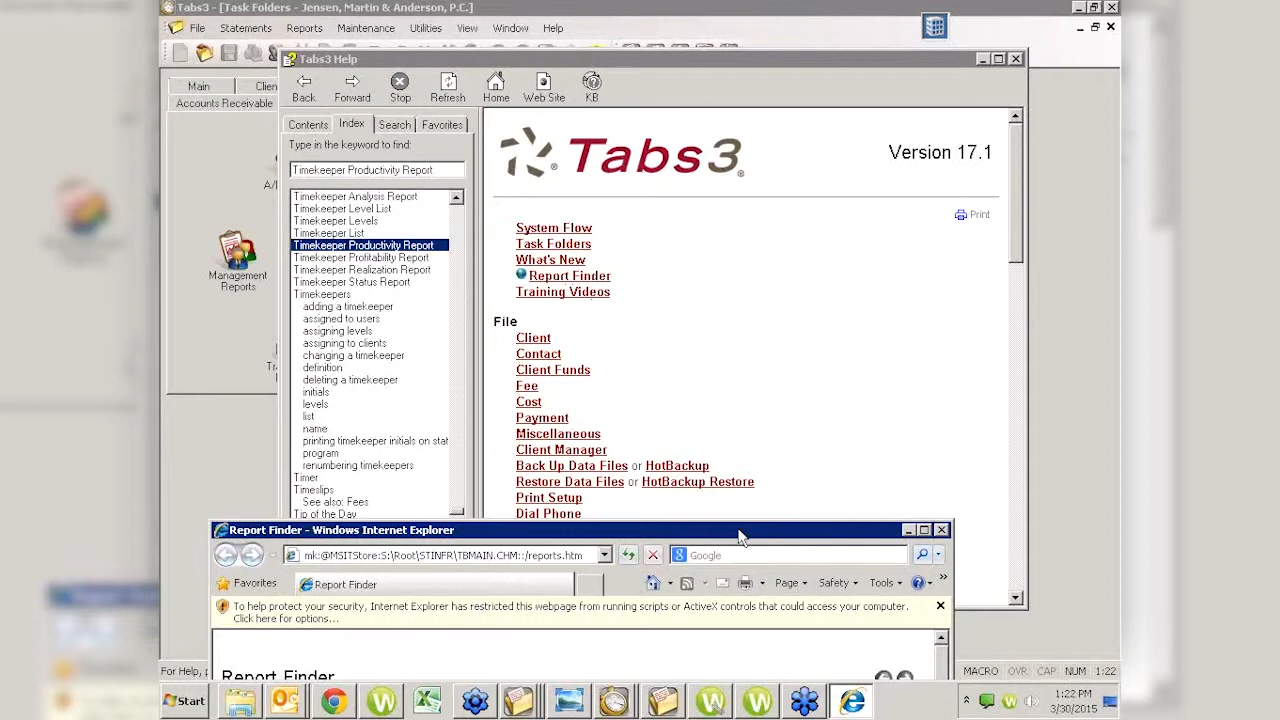 Tabs3 - [Task Folders - Jensen, Martin & Anderson, P.C.]
File Statements Reports Maintenance Utilities View Window Help
Main
Accounts Receivable
Management
Reports
Tabs3 Help
Back Forward Stop Refresh Home Web Site KB
Contents Index Search Favorites
Type in the keyword to find:
Timekeeper Productivity Report
Timekeeper Analysis Report
Timekeeper Level List
Timekeeper Levels
Timekeeper List
Timekeeper Productivity Report
Timekeeper Profitability Report
Timekeeper Realization Report
Timekeeper Status Report
Timekeepers
adding a timekeeper
assigned to users
assigning levels
assigning to clients
changing a timekeeper
definition
deleting a timekeeper
initials
levels
list
name
printing timekeeper initials on stat
program
renumbering timekeepers
Timer
Timeslips
See also: Fees
Tip of the Day
Tabs3
Version 17.1
Print
System Flow
Task Folders
What's New
Report Finder
Training Videos
File
Client
Contact
Client Funds
Fee
Cost
Payment
Miscellaneous
Client Manager
Back Up Data Files or HotBackup
Restore Data Files or HotBackup Restore
Print Setup
Dial Phone
Report Finder - Windows Internet Explorer
mk:@MSITStore:S:\Root\STINFR\TBMAIN.CHM::/reports.htm
Google
Favorites Report Finder Page Safety Tools
To help protect your security, Internet Explorer has restricted this webpage from running scripts or ActiveX controls that could access your computer.
Click here for options...
Report Finder
For Help, p
MACRO OVR CAP NUM 1:22
Start
1:22 PM
3/30/2015